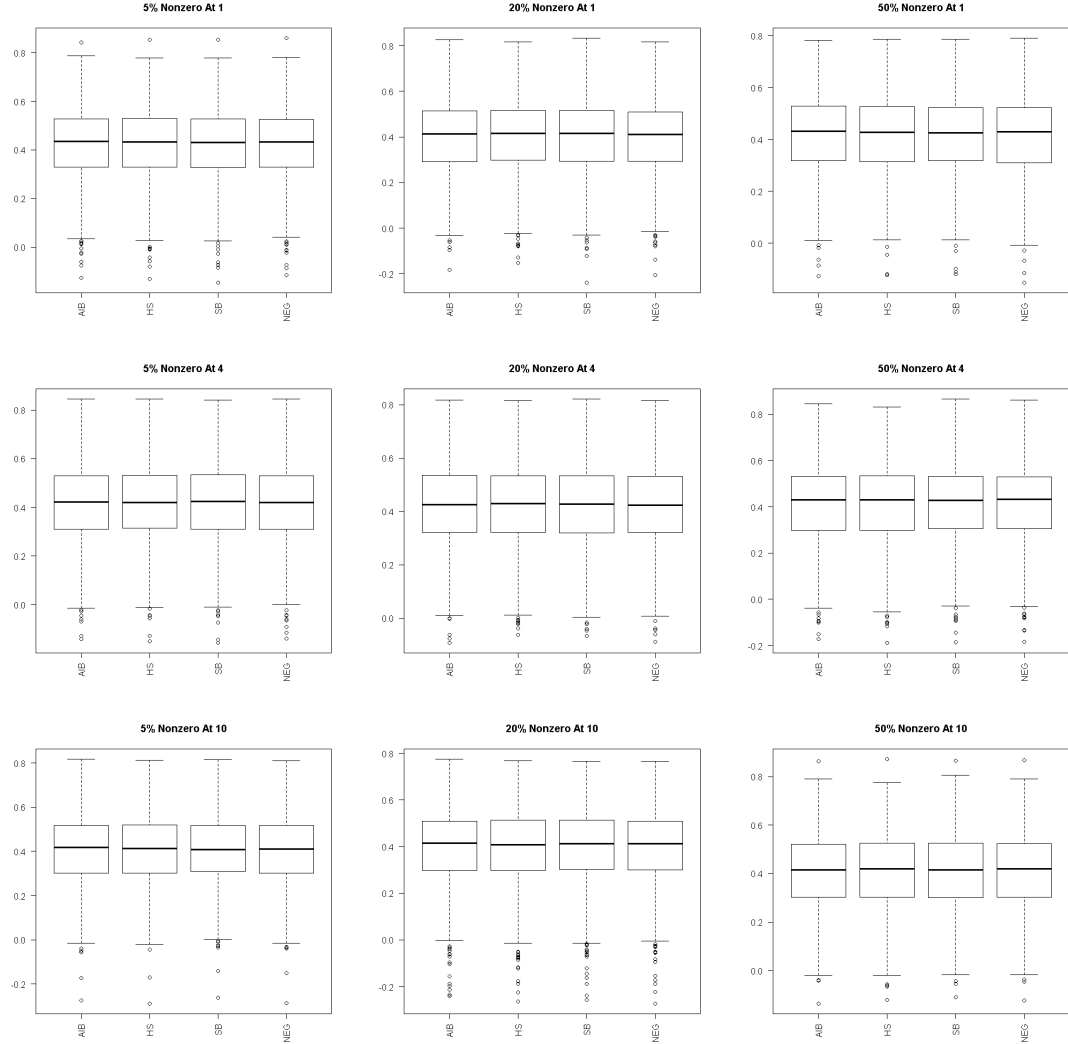 5% Nonzero At 1
0.8
0.6
0.4
0.2
0.0
AIB
HS
SB
NEG
20% Nonzero At 1
0.8
0.6
0.4
0.2
0.0
-0.2
AIB
HS
SB
NEG
50% Nonzero At 1
0.8
0.6
0.4
0.2
0.0
AIB
HS
SB
NEG
5% Nonzero At 4
0.8
0.6
0.4
0.2
0.0
AIB
HS
SB
NEG
20% Nonzero At 4
0.8
0.6
0.4
0.2
0.0
AIB
HS
SB
NEG
50% Nonzero At 4
0.8
0.6
0.4
0.2
0.0
-0.2
AIB
HS
SB
NEG
5% Nonzero At 10
0.8
0.6
0.4
0.2
0.0
-0.2
AIB
HS
SB
NEG
20% Nonzero At 10
0.8
0.6
0.4
0.2
0.0
-0.2
AIB
HS
SB
NEG
50% Nonzero At 10
0.8
0.6
0.4
0.2
0.0
AIB
HS
SB
NEG